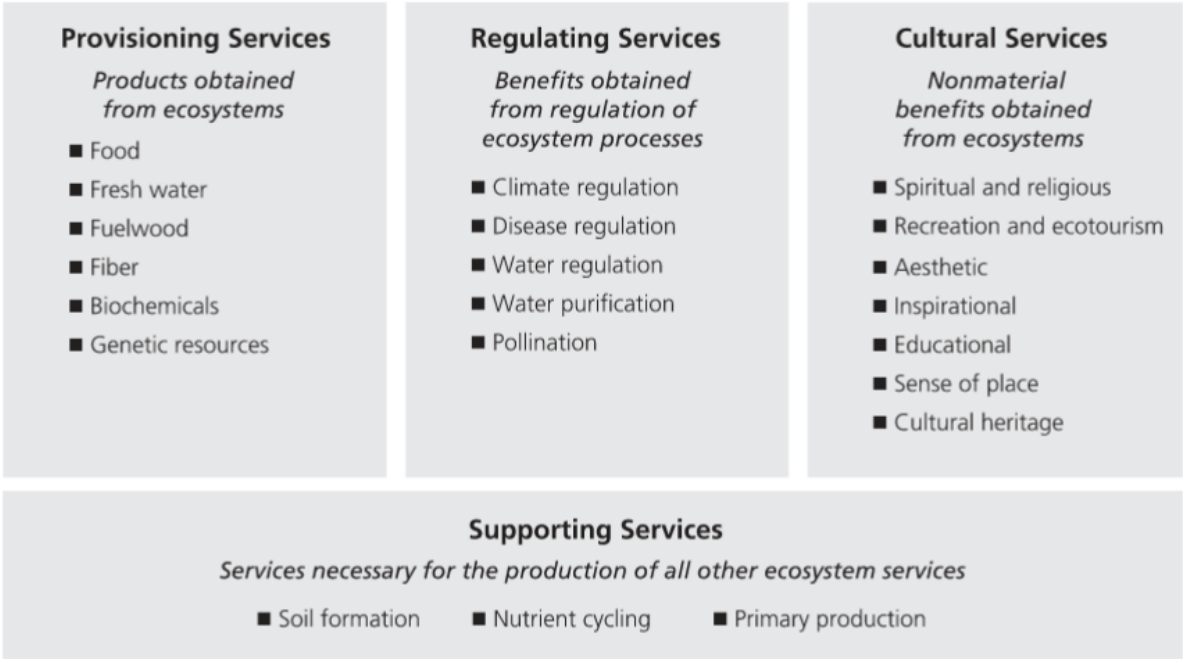 Provisioning Services
Products obtained
from ecosystems
■ Food
■ Fresh water
■ Fuelwood
■ Fiber
■ Biochemicals
■ Genetic resources
Regulating Services
Benefits obtained
from regulation of
ecosystem processes
■ Climate regulation
■ Disease regulation
■ Water regulation
■ Water purification
■ Pollination
Cultural Services
Nonmaterial
benefits obtained
from ecosystems
■ Spiritual and religious
■ Recreation and ecotourism
■ Aesthetic
■ Inspirational
■ Educational
■ Sense of place
■ Cultural heritage
Supporting Services
Services necessary for the production of all other ecosystem services
■ Soil formation ■ Nutrient cycling ■ Primary production